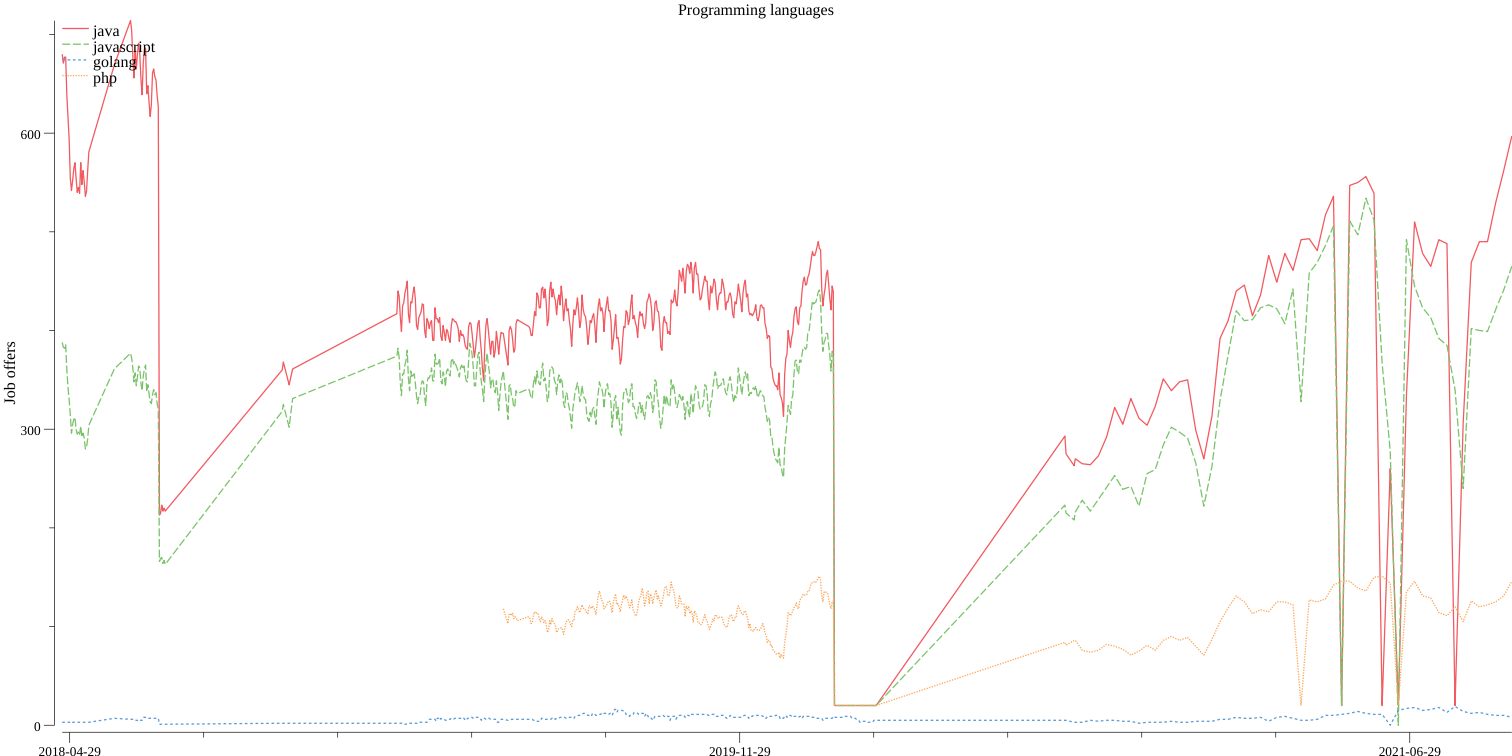 Programming languages
java
javascript
golang
php
600
300
0
Job offers
2018-04-29
2019-11-29
2021-06-29